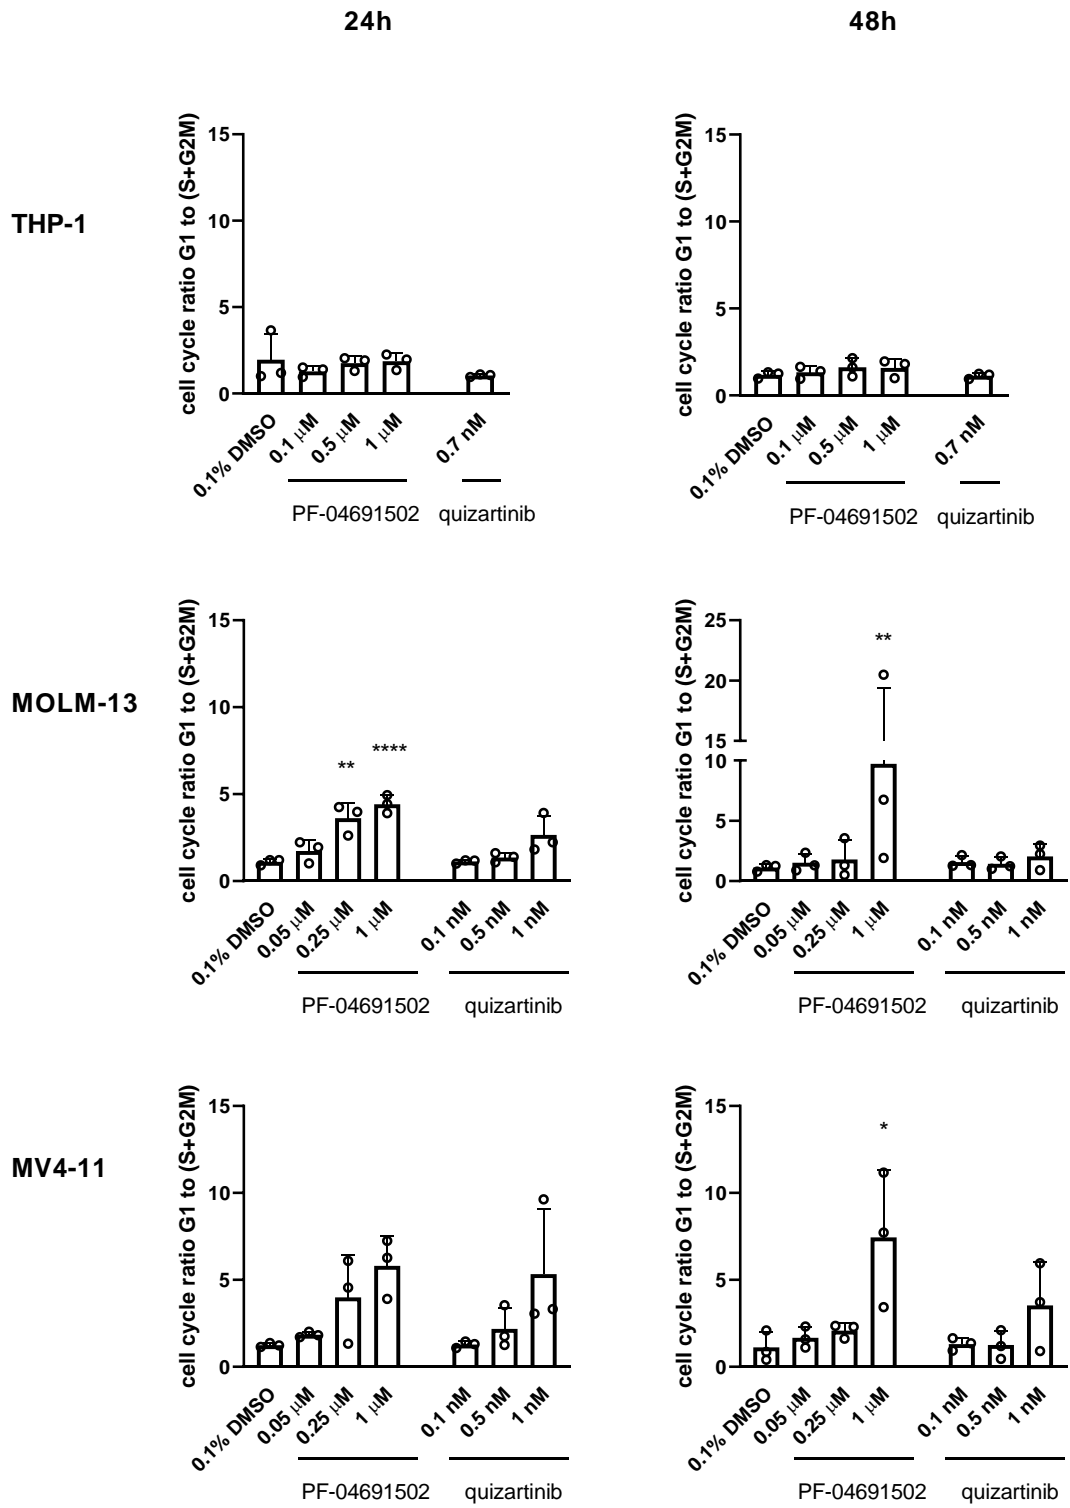 24h 48h
THP-1
cell cycle ratio G1 to (S+G2M)
15
10
5
0
0.1% DMSO
0.1 μM
0.5 μM
1 μM
0.7 nM
PF-04691502 quizartinib
cell cycle ratio G1 to (S+G2M)
15
10
5
0
0.1% DMSO
0.1 μM
0.5 μM
1 μM
0.7 nM
PF-04691502 quizartinib
MOLM-13
cell cycle ratio G1 to (S+G2M)
15
10
5
0
**
****
0.1% DMSO
0.05 μM
0.25 μM
1 μM
0.1 nM
0.5 nM
1 nM
PF-04691502 quizartinib
cell cycle ratio G1 to (S+G2M)
25
20
15
10
5
0
**
0.1% DMSO
0.05 μM
0.25 μM
1 μM
0.1 nM
0.5 nM
1 nM
PF-04691502 quizartinib
MV4-11
cell cycle ratio G1 to (S+G2M)
15
10
5
0
0.1% DMSO
0.05 μM
0.25 μM
1 μM
0.1 nM
0.5 nM
1 nM
PF-04691502 quizartinib
cell cycle ratio G1 to (S+G2M)
15
10
5
0
*
0.1% DMSO
0.05 μM
0.25 μM
1 μM
0.1 nM
0.5 nM
1 nM
PF-04691502 quizartinib